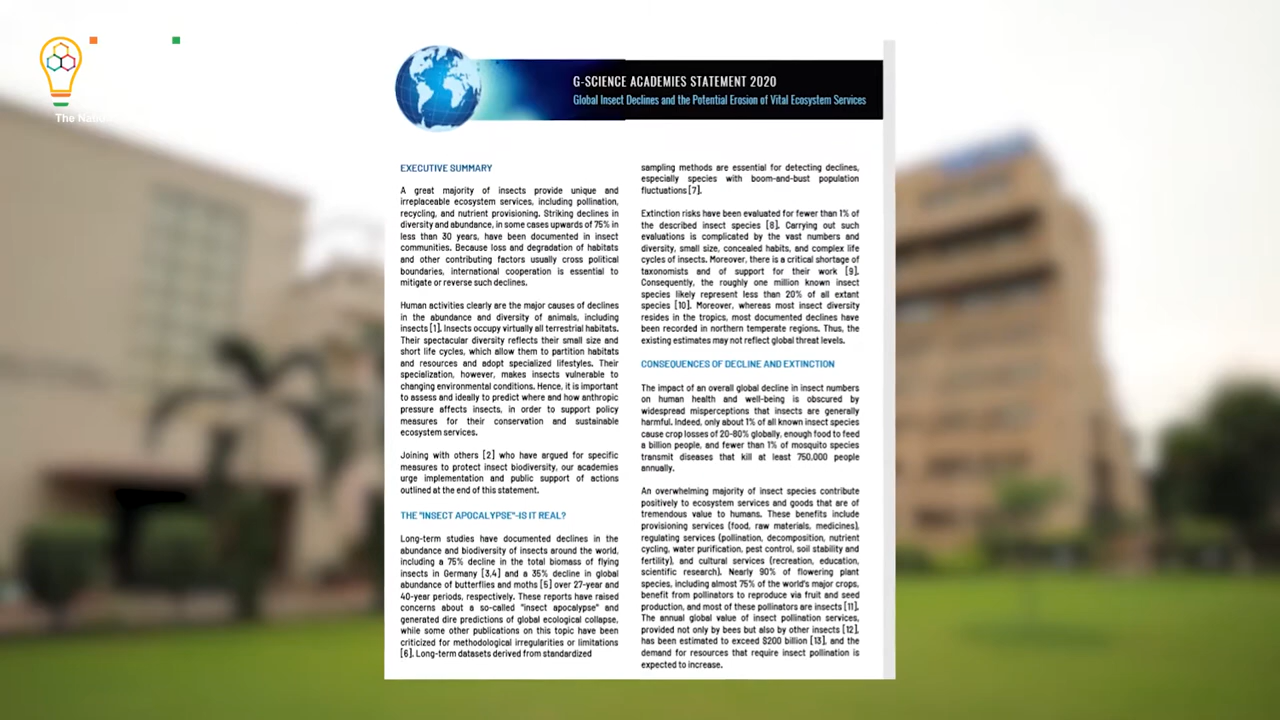 The
G-SCIENCE ACADEMIES STATEMENT 2020
Global Insect Declines and the Potential Erosion of Vital Ecosystem Services
EXECUTIVE SUMMARY
A great majority of insects provide unique and
irreplaceable ecosystem services, including pollination,
recycling, and nutrient provisioning. Striking declines in
diversity and abundance, in some cases upwards of 75% in
less than 30 years, have been documented in insect
communities. Because loss and degradation of habitats
and other contributing factors usually cross political
boundaries, international cooperation is essential to
mitigate or reverse such declines.
Human activities clearly are the major causes of declines
in the abundance and diversity of animals, including
insects [1]. Insects occupy virtually all terrestrial habitats.
Their spectacular diversity reflects their small size and
short life cycles, which allow them to partition habitats
and resources and adopt specialized lifestyles. Their
specialization, however, makes insects vulnerable to
changing environmental conditions. Hence, it is important
to assess and ideally to predict where and how anthropic
pressure affects insects, in order to support policy
measures for their conservation and sustainable
ecosystem services.
Joining with others [2] who have argued for specific
measures to protect insect biodiversity, our academies
urge implementation and public support of actions
outlined at the end of this statement.
THE "INSECT APOCALYPSE"-IS IT REAL?
Long-term studies have documented declines in the
abundance and biodiversity of insects around the world,
including a 75% decline in the total biomass of flying
insects in Germany [3,4] and a 35% decline in global
abundance of butterflies and moths [5] over 27-year and
40-year periods, respectively. These reports have raised
concerns about a so-called "insect apocalypse" and
generated dire predictions of global ecological collapse,
while some other publications on this topic have been
criticized for methodological irregularities or limitations
[6]. Long-term datasets derived from standardized
sampling methods are essential for detecting declines,
especially species with boom-and-bust population
fluctuations [7].
Extinction risks have been evaluated for fewer than 1% of
the described insect species [8]. Carrying out such
evaluations is complicated by the vast numbers and
diversity, small size, concealed habits, and complex life
cycles of insects. Moreover, there is a critical shortage of
taxonomists and of support for their work [9].
Consequently, the roughly one million known insect
species likely represent less than 20% of all extant
species [10]. Moreover, whereas most insect diversity
resides in the tropics, most documented declines have
been recorded in northern temperate regions. Thus, the
existing estimates may not reflect global threat levels.
CONSEQUENCES OF DECLINE AND EXTINCTION
The impact of an overall global decline in insect numbers
on human health and well-being is obscured by
widespread misperceptions that insects are generally
harmful. Indeed, only about 1% of all known insect species
cause crop losses of 20-80% globally, enough food to feed
a billion people, and fewer than 1% of mosquito species
transmit diseases that kill at least 750,000 people
annually.
An overwhelming majority of insect species contribute
positively to ecosystem services and goods that are of
tremendous value to humans. These benefits include
provisioning services (food, raw materials, medicines),
regulating services (pollination, decomposition, nutrient
cycling, water purification, pest control, soil stability and
fertility), and cultural services (recreation, education,
scientific research). Nearly 90% of flowering plant
species, including almost 75% of the world's major crops,
benefit from pollinators to reproduce via fruit and seed
production, and most of these pollinators are insects [11].
The annual global value of insect pollination services,
provided not only by bees but also by other insects [12],
has been estimated to exceed $200 billion [13], and the
demand for resources that require insect pollination is
expected to increase.